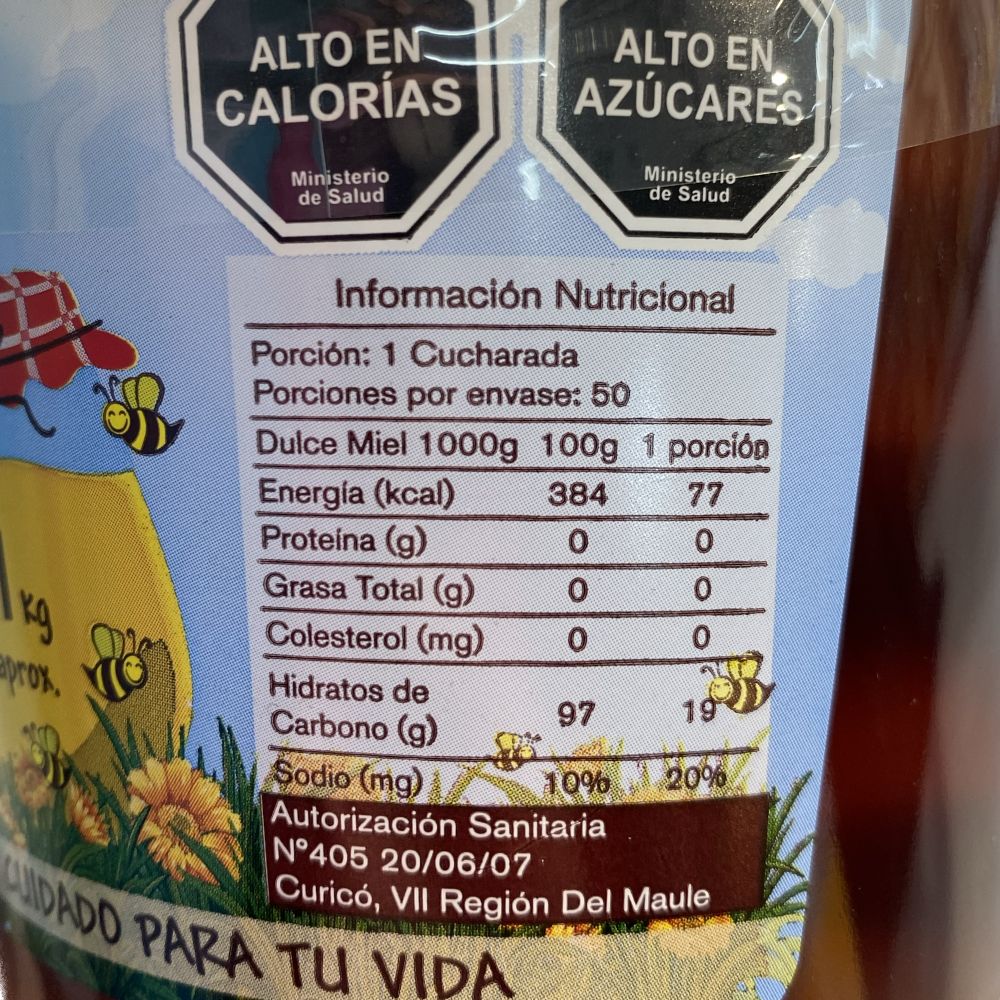 ALTO EN
CALORÍAS
Ministerio
de Salud
ALTO EN
AZÚCARES
Ministerio
de Salud
Información Nutricional
Porción: 1 Cucharada
Porciones por envase: 50
Dulce Miel 1000g 100g 1 porción
Energía (kcal) 384 77
Proteína (g) 0 0
Grasa Total (g) 0 0
Colesterol (mg) 0 0
Hidratos de
Carbono (g) 97 19
Sodio (mg) 10% 20%
Autorización Sanitaria
N°405 20/06/07
Curicó, VII Región Del Maule
1 kg
aprox.
CUIDADO PARA TU VIDA